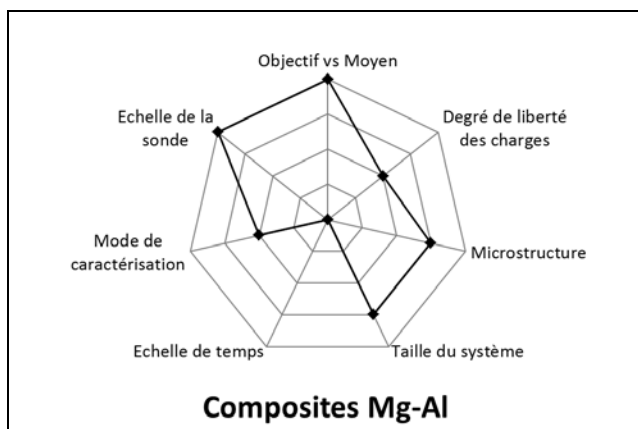 Objectif vs Moyen
Echelle de la
sonde
Degré de liberté
des charges
Mode de
caractérisation
Microstructure
Echelle de temps
Taille du système
Composites Mg-Al